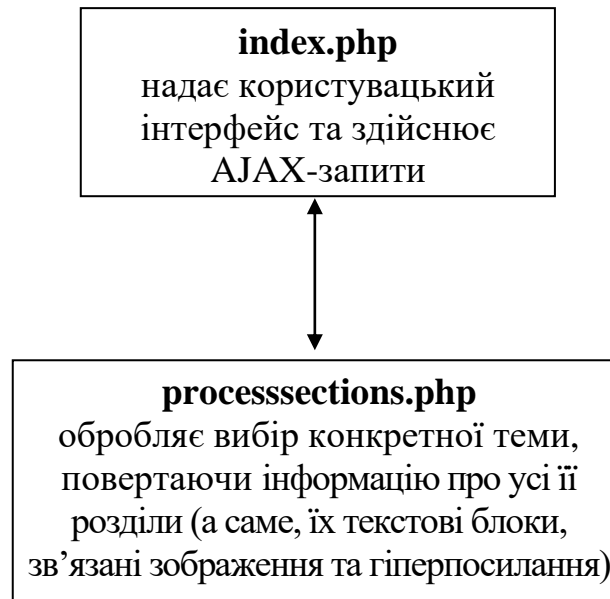 index.php
надає користувацький
інтерфейс та здійснює
AJAX-запити
processsections.php
обробляє вибір конкретної теми,
повертаючи інформацію про усі її
розділи (а саме, їх текстові блоки,
зв’язані зображення та гіперпосилання)